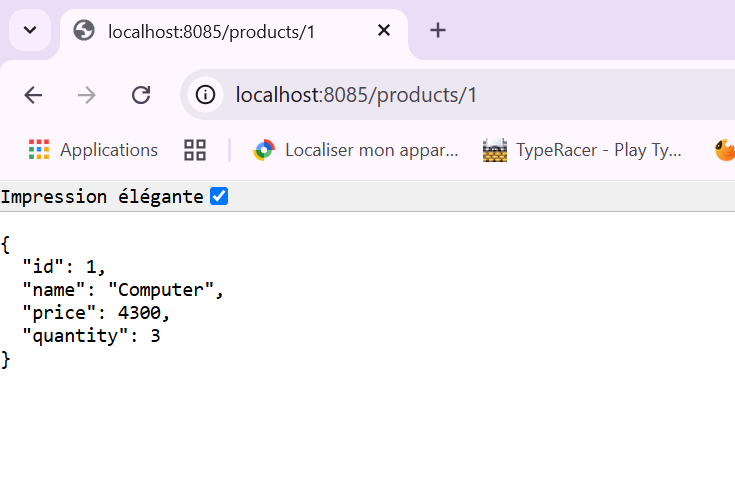 localhost:8085/products/1
localhost:8085/products/1
Applications
Localiser mon appar...
TypeRacer - Play Ty...
Impression élégante
{
  "id": 1,
  "name": "Computer",
  "price": 4300,
  "quantity": 3
}